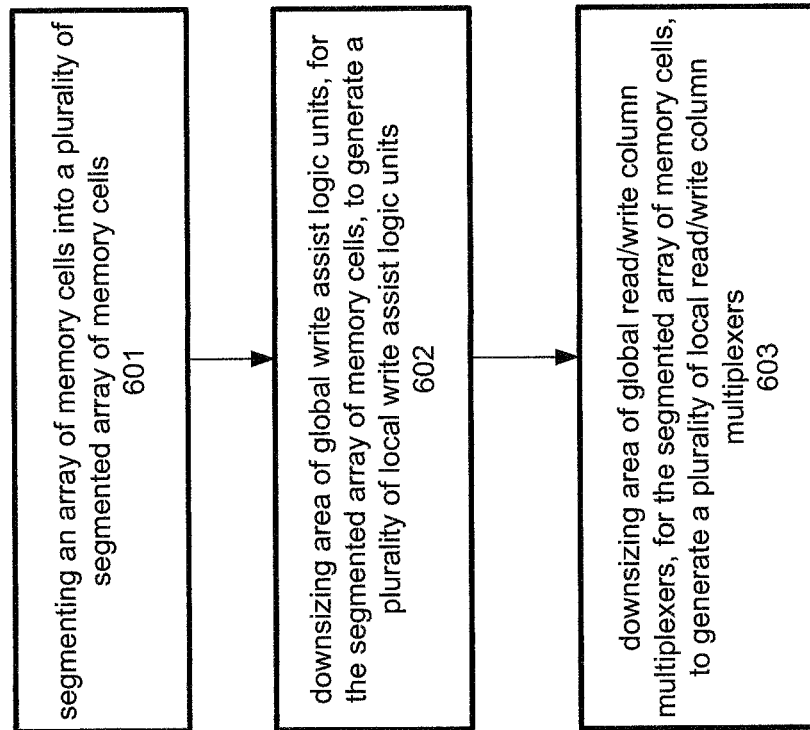 segmenting an array of memory cells into a plurality of
segmented array of memory cells
601
downsizing area of global write assist logic units, for
the segmented array of memory cells, to generate a
plurality of local write assist logic units
602
downsizing area of global read/write column
multiplexers, for the segmented array of memory cells,
to generate a plurality of local read/write column
multiplexers
603